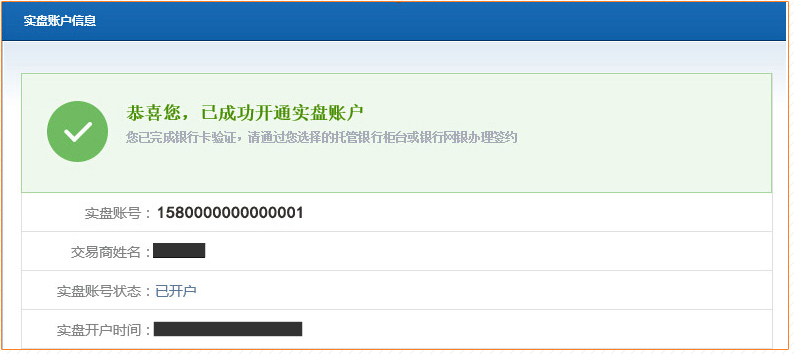 实盘账户信息
恭喜您，已成功开通实盘账户
您已完成银行卡验证，请通过您选择的托管银行柜台或银行网银办理签约
实盘账号：1580000000000001
交易商姓名：
实盘账号状态：已开户
实盘开户时间：